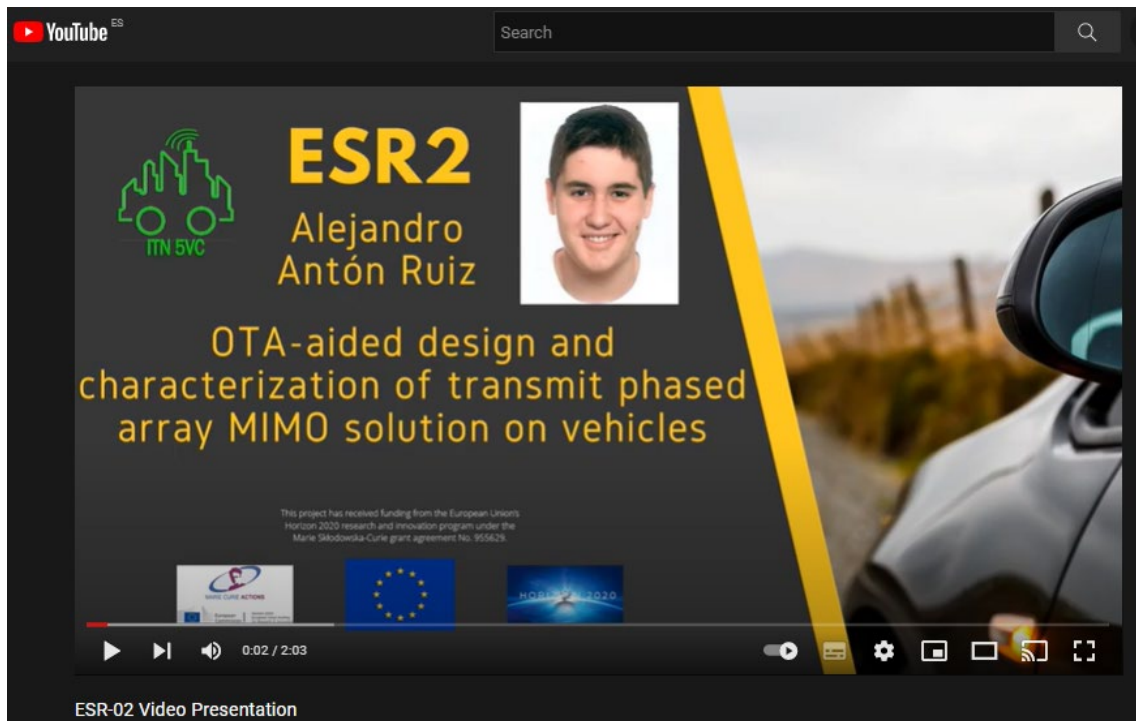 YouTube ES
Search
ESR2
Alejandro
Antón Ruiz
ITN 5VC
OTA-aided design and
characterization of transmit phased
array MIMO solution on vehicles
This project has received funding from the European Union's
Horizon 2020 research and innovation program under the
Marie Skłodowska-Curie grant agreement No. 955629.
MARIE CURIE ACTIONS
European
Commission
HORIZON 2020
0:02 / 2:03
ESR-02 Video Presentation